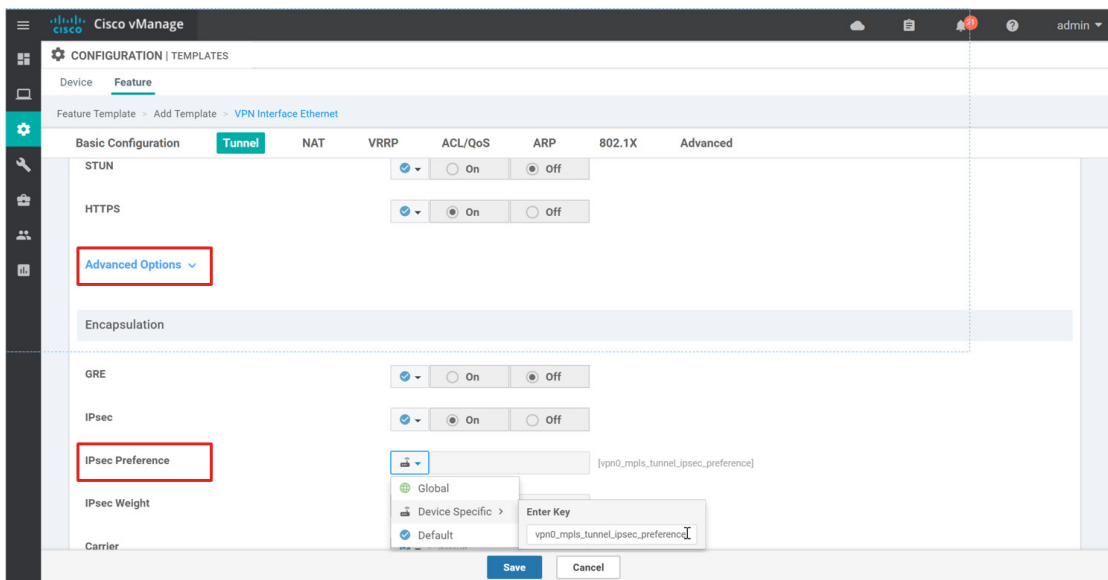 cisco Cisco vManage 21 admin
CONFIGURATION | TEMPLATES
Device Feature
Feature Template > Add Template > VPN Interface Ethernet
Basic Configuration Tunnel NAT VRRP ACL/QoS ARP 802.1X Advanced
STUN On Off
HTTPS On Off
Advanced Options
Encapsulation
GRE On Off
IPsec On Off
IPsec Preference [vpn0_mpls_tunnel_ipsec_preference]
Global
IPsec Weight
Device Specific > Enter Key
Default vpn0_mpls_tunnel_ipsec_preference
Carrier
Save Cancel